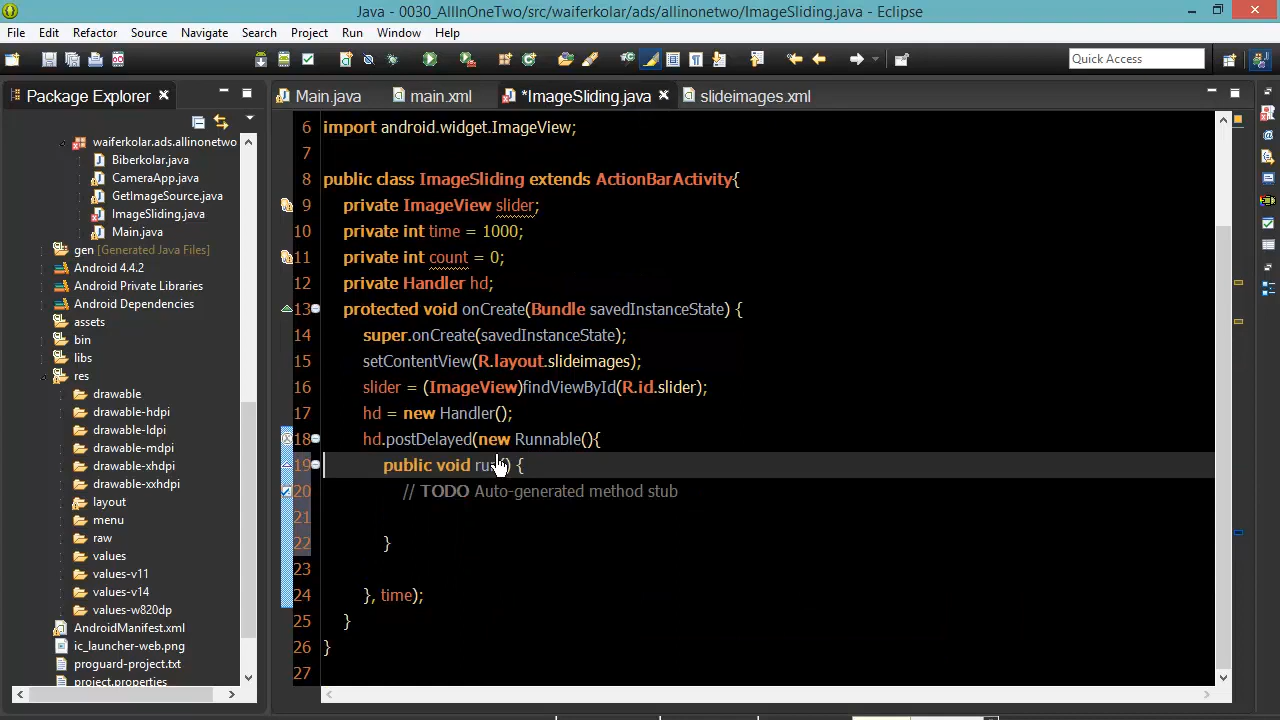 Java - 0030_AllInOneTwo/src/waiferkolar/ads/allinonetwo/ImageSliding.java - Eclipse
File Edit Refactor Source Navigate Search Project Run Window Help
Quick Access
Package Explorer
Main.java main.xml *ImageSliding.java slideimages.xml
waiferkolar.ads.allinonetwo
Biberkolar.java
CameraApp.java
GetImageSource.java
ImageSliding.java
Main.java
gen [Generated Java Files]
Android 4.4.2
Android Private Libraries
Android Dependencies
assets
bin
libs
res
drawable
drawable-hdpi
drawable-ldpi
drawable-mdpi
drawable-xhdpi
drawable-xxhdpi
layout
menu
raw
values
values-v11
values-v14
values-w820dp
AndroidManifest.xml
ic_launcher-web.png
proguard-project.txt
project.properties
6 import android.widget.ImageView;
7
8 public class ImageSliding extends ActionBarActivity{
9 private ImageView slider;
10 private int time = 1000;
11 private int count = 0;
12 private Handler hd;
13 protected void onCreate(Bundle savedInstanceState) {
14 super.onCreate(savedInstanceState);
15 setContentView(R.layout.slideimages);
16 slider = (ImageView)findViewById(R.id.slider);
17 hd = new Handler();
18 hd.postDelayed(new Runnable(){
19 public void run() {
20 // TODO Auto-generated method stub
21
22 }
23
24 }, time);
25 }
26 }
27